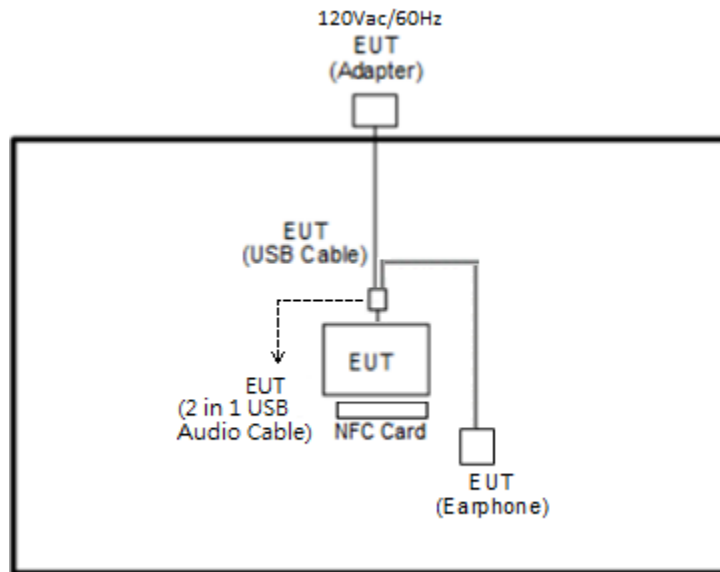 120Vac/60Hz
EUT
(Adapter)
EUT
(USB Cable)
EUT
EUT
(2 in 1 USB
Audio Cable)
NFC Card
EUT
(Earphone)